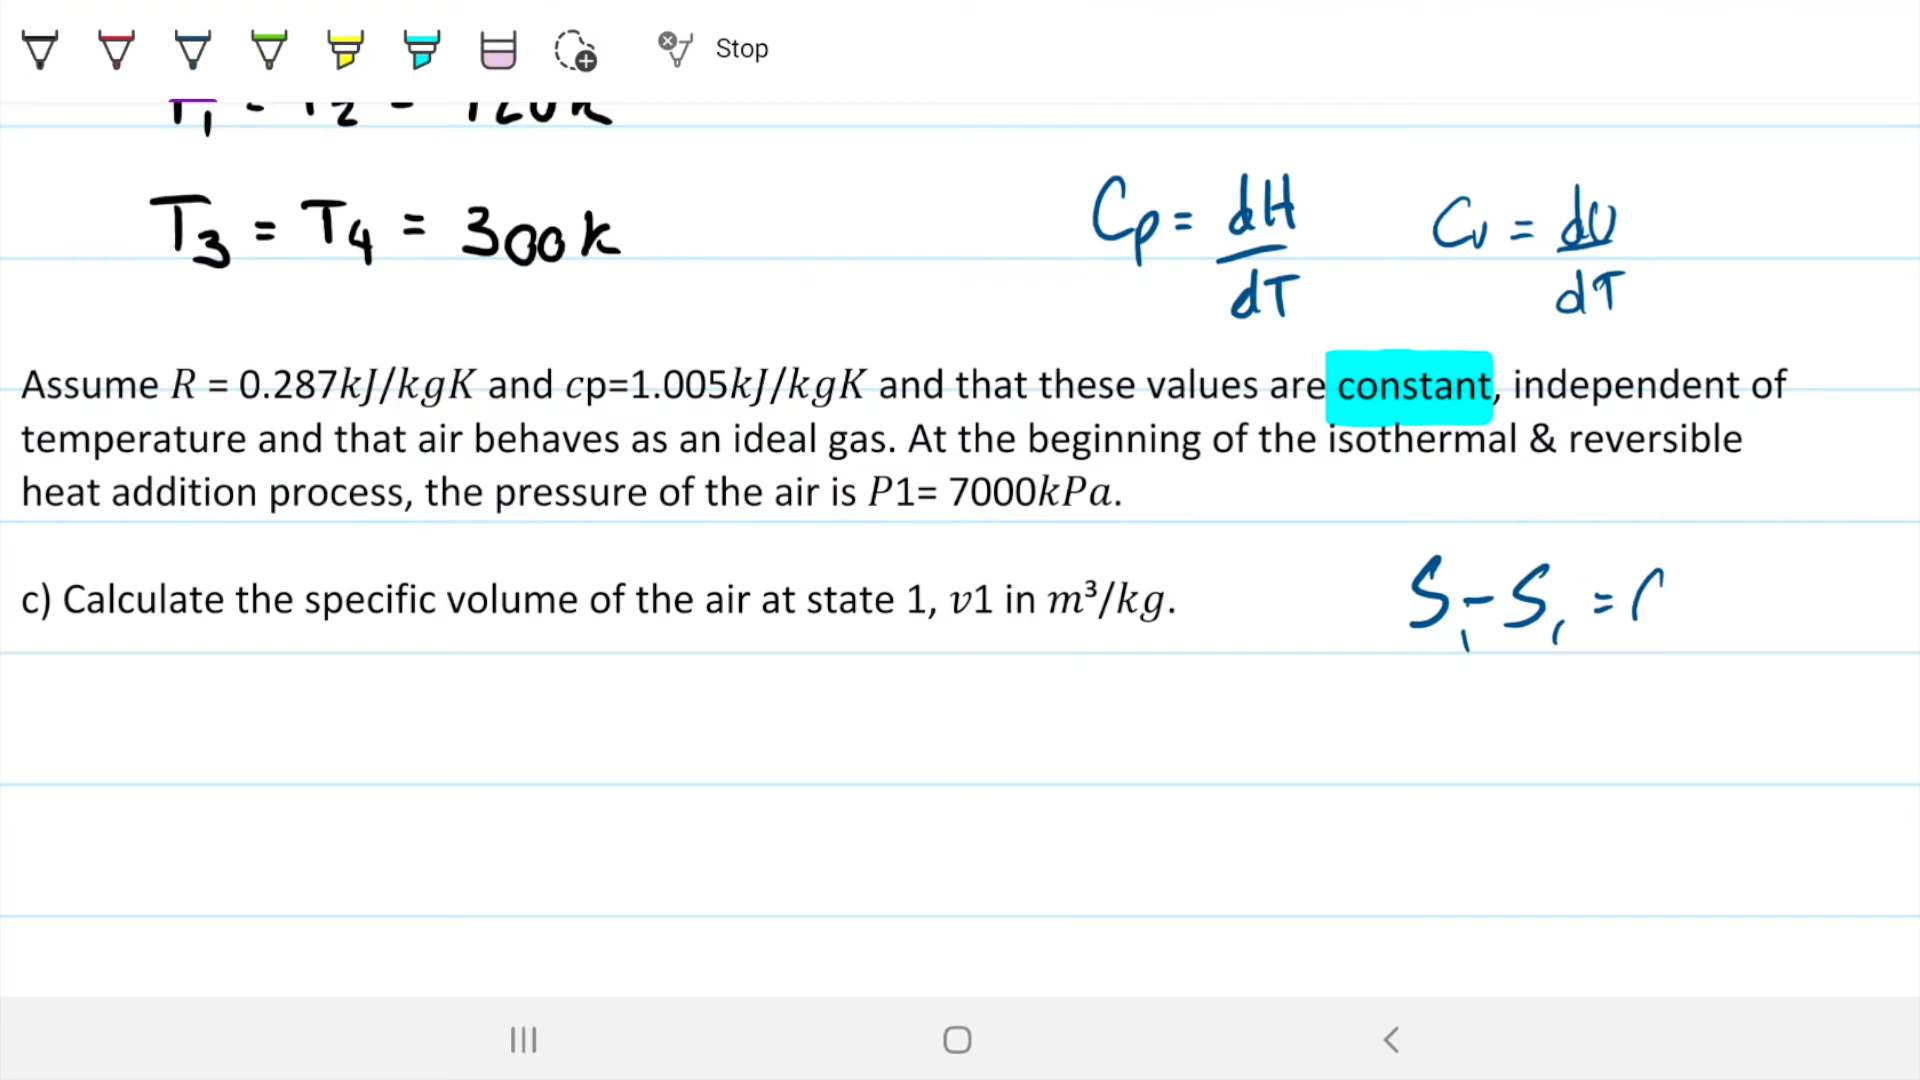 Stop
T₃ = T₄ = 300k
Cp = dH/dT Cv = dU/dT
Assume R = 0.287kJ/kgK and cp=1.005kJ/kgK and that these values are constant, independent of
temperature and that air behaves as an ideal gas. At the beginning of the isothermal & reversible
heat addition process, the pressure of the air is P1= 7000kPa.
c) Calculate the specific volume of the air at state 1, v1 in m³/kg.
S₁-S₁ = (